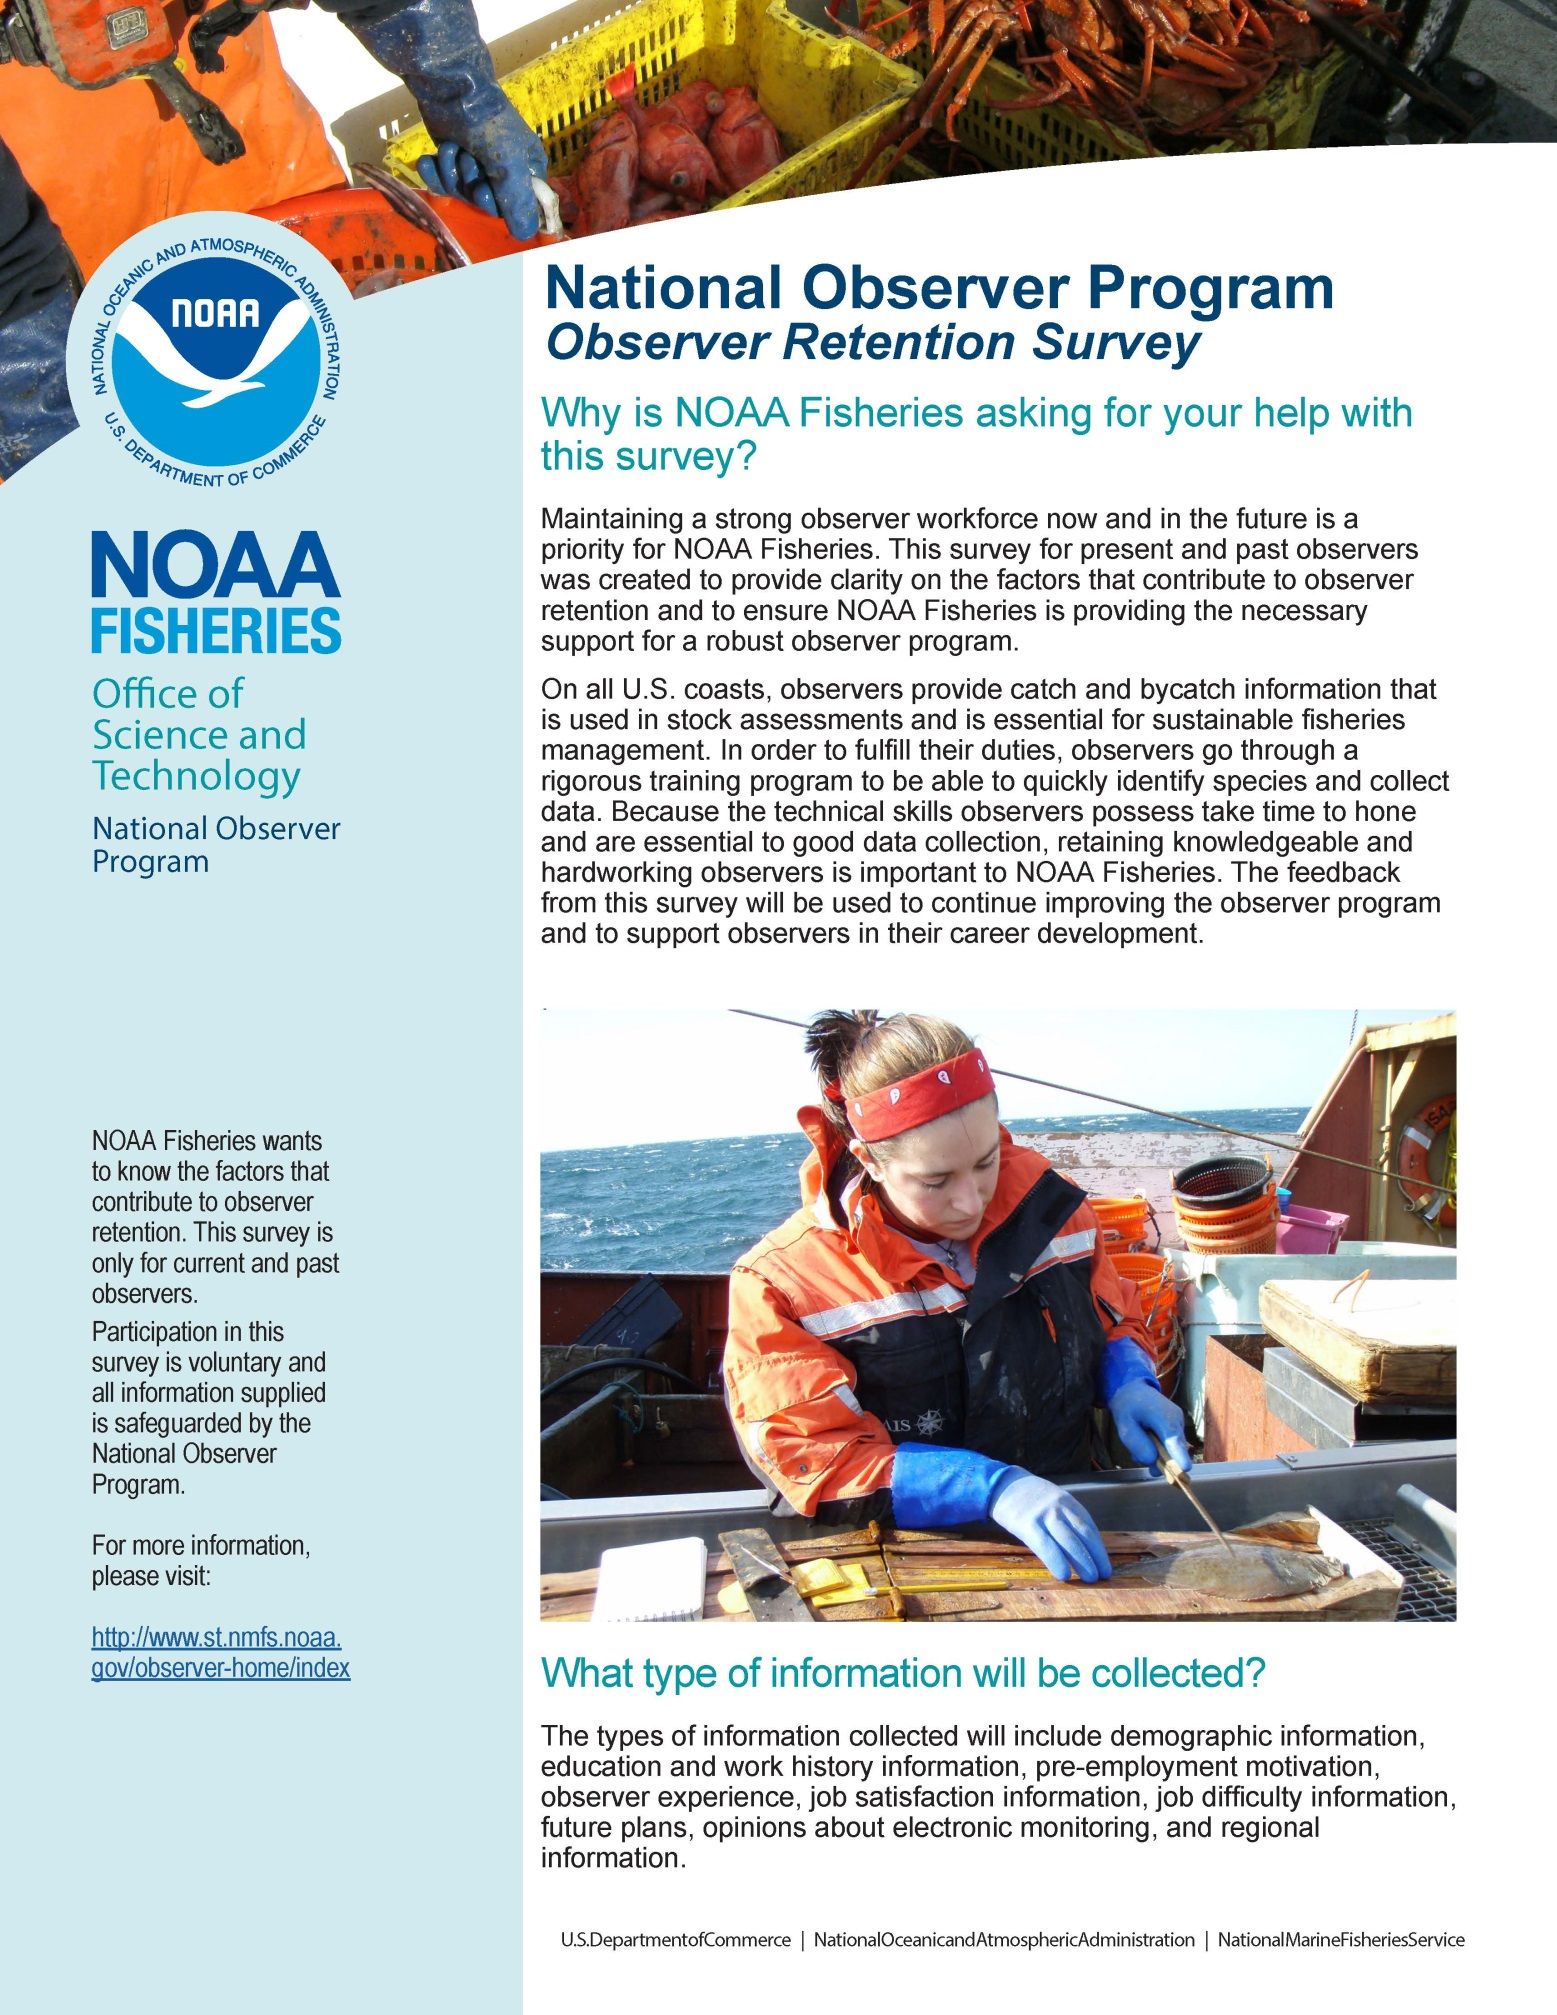 NATIONAL OCEANIC AND ATMOSPHERIC ADMINISTRATION
U.S. DEPARTMENT OF COMMERCE
NOAA
NOAA
FISHERIES
Office of
Science and
Technology
National Observer
Program
NOAA Fisheries wants
to know the factors that
contribute to observer
retention. This survey is
only for current and past
observers.
Participation in this
survey is voluntary and
all information supplied
is safeguarded by the
National Observer
Program.
For more information,
please visit:
http://www.st.nmfs.noaa.
gov/observer-home/index
National Observer Program
Observer Retention Survey
Why is NOAA Fisheries asking for your help with
this survey?
Maintaining a strong observer workforce now and in the future is a
priority for NOAA Fisheries. This survey for present and past observers
was created to provide clarity on the factors that contribute to observer
retention and to ensure NOAA Fisheries is providing the necessary
support for a robust observer program.
On all U.S. coasts, observers provide catch and bycatch information that
is used in stock assessments and is essential for sustainable fisheries
management. In order to fulfill their duties, observers go through a
rigorous training program to be able to quickly identify species and collect
data. Because the technical skills observers possess take time to hone
and are essential to good data collection, retaining knowledgeable and
hardworking observers is important to NOAA Fisheries. The feedback
from this survey will be used to continue improving the observer program
and to support observers in their career development.
What type of information will be collected?
The types of information collected will include demographic information,
education and work history information, pre-employment motivation,
observer experience, job satisfaction information, job difficulty information,
future plans, opinions about electronic monitoring, and regional
information.
U.S.DepartmentofCommerce | NationalOceanicandAtmosphericAdministration | NationalMarineFisheriesService